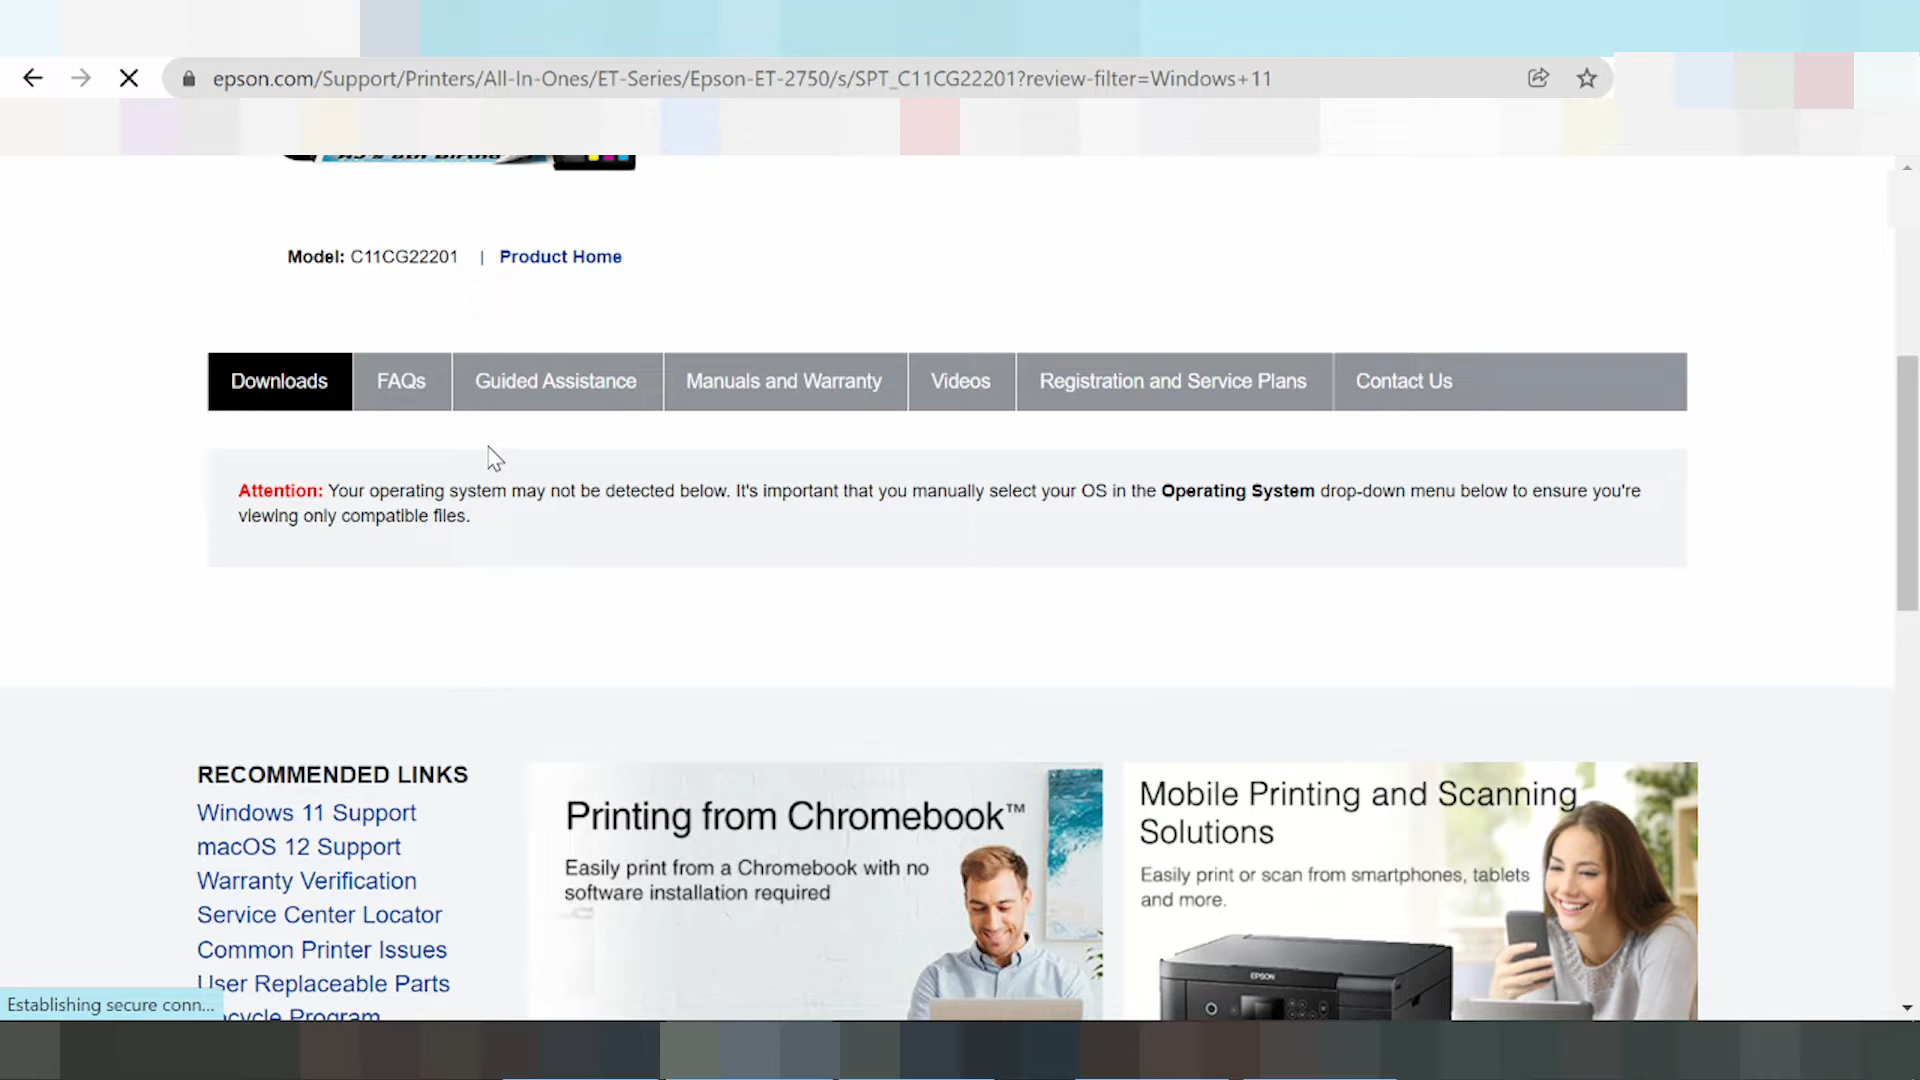 epson.com/Support/Printers/All-In-Ones/ET-Series/Epson-ET-2750/s/SPT_C11CG22201?review-filter=Windows+11
Model: C11CG22201 | Product Home
Downloads FAQs Guided Assistance Manuals and Warranty Videos Registration and Service Plans Contact Us
Attention: Your operating system may not be detected below. It's important that you manually select your OS in the Operating System drop-down menu below to ensure you're
viewing only compatible files.
RECOMMENDED LINKS
Windows 11 Support
macOS 12 Support
Warranty Verification
Service Center Locator
Common Printer Issues
User Replaceable Parts
Program
Printing from Chromebook™
Easily print from a Chromebook with no
software installation required
Mobile Printing and Scanning
Solutions
Easily print or scan from smartphones, tablets
and more.
EPSON
Establishing secure conn...